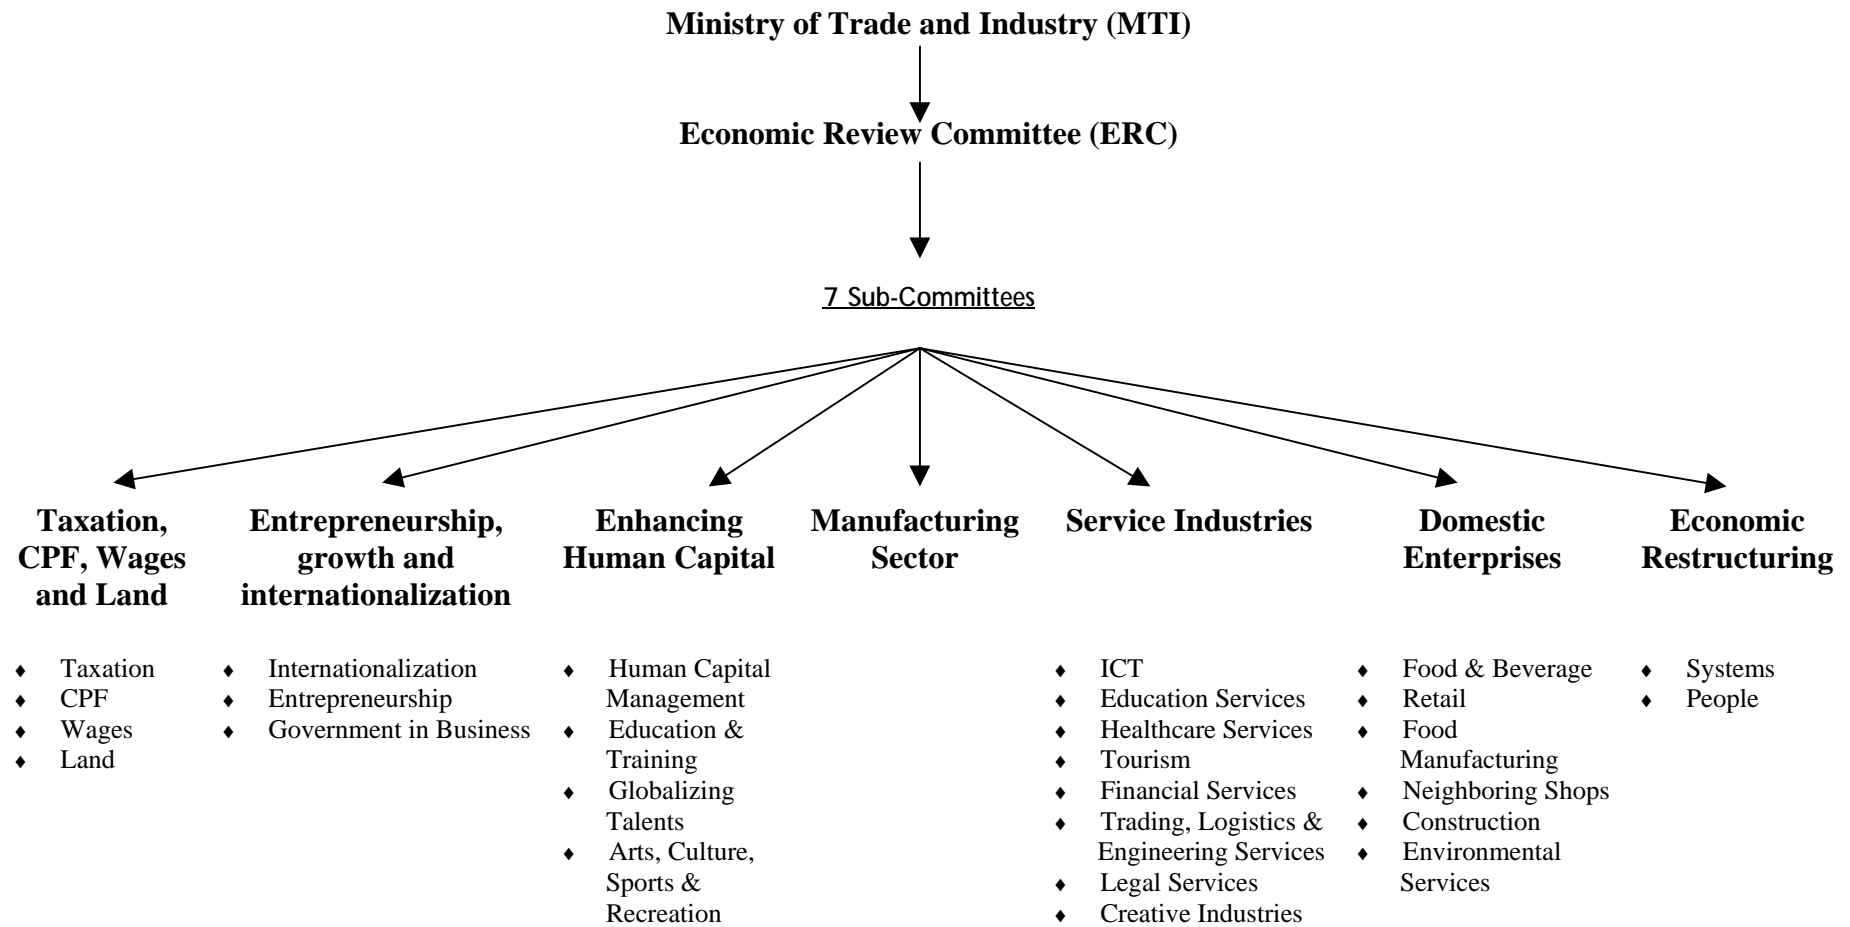 Ministry of Trade and Industry (MTI)
Economic Review Committee (ERC)
7 Sub-Committees
Taxation,
CPF, Wages
and Land
♦ Taxation
♦ CPF
♦ Wages
♦ Land
Entrepreneurship,
growth and
internationalization
♦ Internationalization
♦ Entrepreneurship
♦ Government in Business
Enhancing
Human Capital
♦ Human Capital
Management
♦ Education &
Training
♦ Globalizing
Talents
♦ Arts, Culture,
Sports &
Recreation
Manufacturing
Sector
Service Industries
♦ ICT
♦ Education Services
♦ Healthcare Services
♦ Tourism
♦ Financial Services
♦ Trading, Logistics &
Engineering Services
♦ Legal Services
♦ Creative Industries
Domestic
Enterprises
♦ Food & Beverage
♦ Retail
♦ Food
Manufacturing
♦ Neighboring Shops
♦ Construction
♦ Environmental
Services
Economic
Restructuring
♦ Systems
♦ People